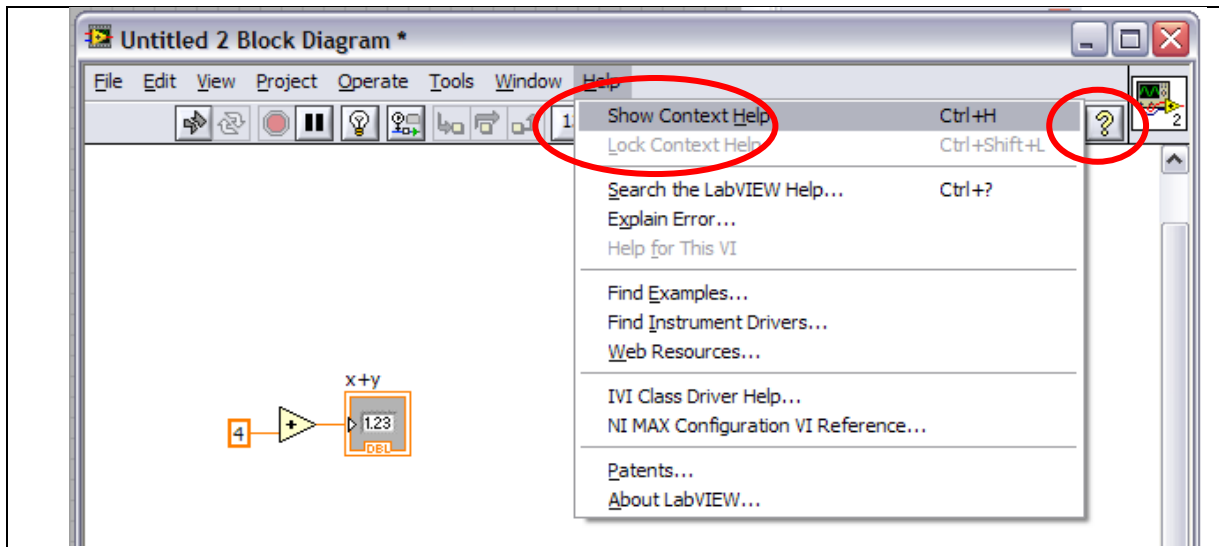 Untitled 2 Block Diagram *
File Edit View Project Operate Tools Window Help
1
2
Show Context Help Ctrl+H
Lock Context Help Ctrl+Shift+L
Search the LabVIEW Help... Ctrl+?
Explain Error...
Help for This VI
Find Examples...
Find Instrument Drivers...
Web Resources...
IVI Class Driver Help...
NI MAX Configuration VI Reference...
Patents...
About LabVIEW...
x+y
4 + 1.23
DBL